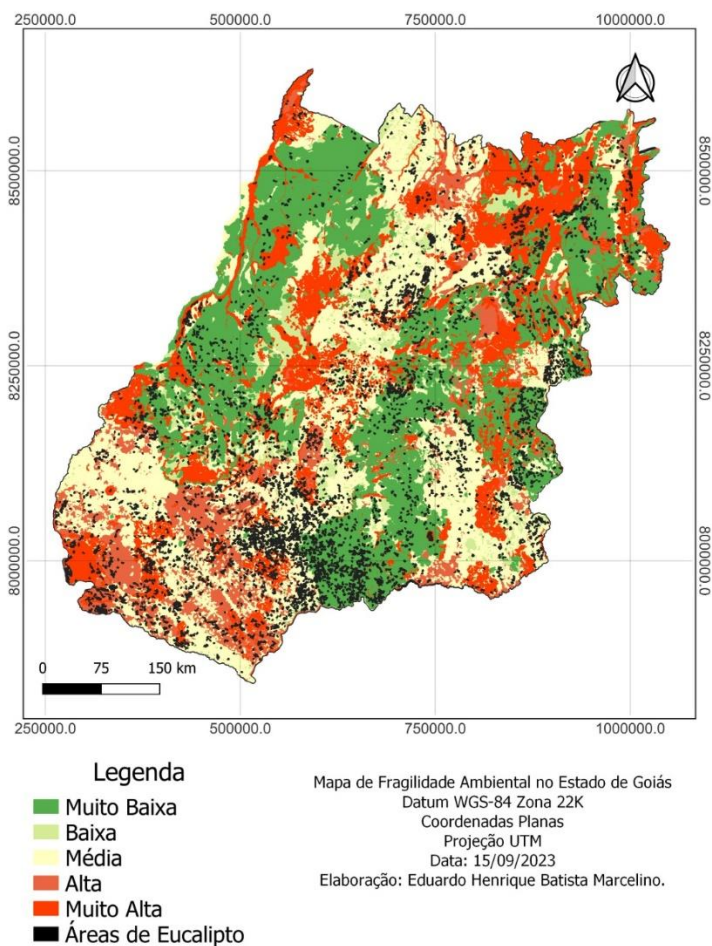 250000.0 500000.0 750000.0 1000000.0
8500000.0 8500000.0
8250000.0 8250000.0
8000000.0 8000000.0
0 75 150 km
250000.0 500000.0 750000.0 1000000.0
Legenda
Muito Baixa
Baixa
Média
Alta
Muito Alta
Áreas de Eucalipto
Mapa de Fragilidade Ambiental no Estado de Goiás
Datum WGS-84 Zona 22K
Coordenadas Planas
Projeção UTM
Data: 15/09/2023
Elaboração: Eduardo Henrique Batista Marcelino.